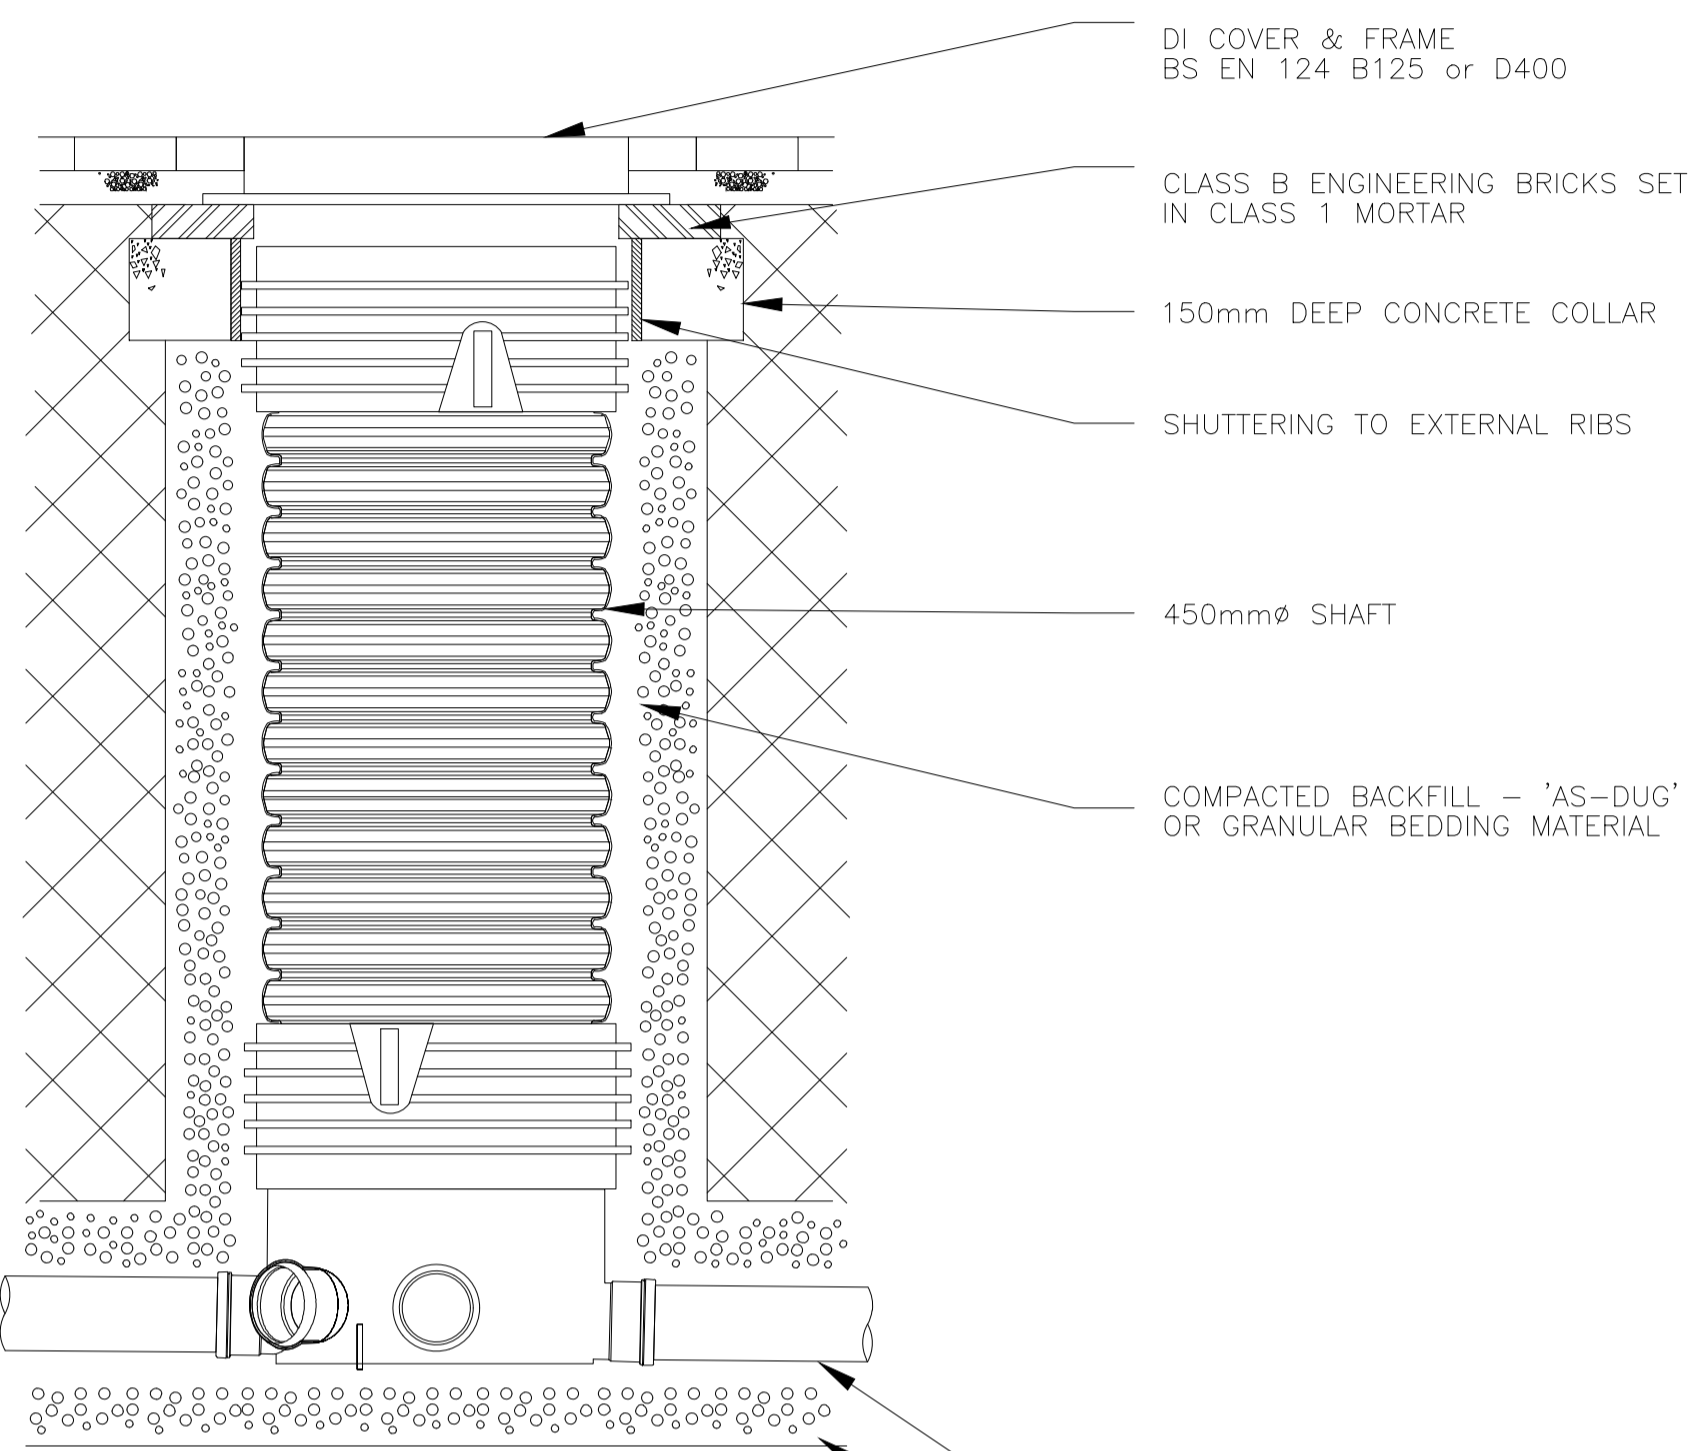 DI COVER & FRAME
BS EN 124 B125 or D400
CLASS B ENGINEERING BRICKS SET
IN CLASS 1 MORTAR
150mm DEEP CONCRETE COLLAR
SHUTTERING TO EXTERNAL RIBS
450mmø SHAFT
COMPACTED BACKFILL – 'AS–DUG'
OR GRANULAR BEDDING MATERIAL